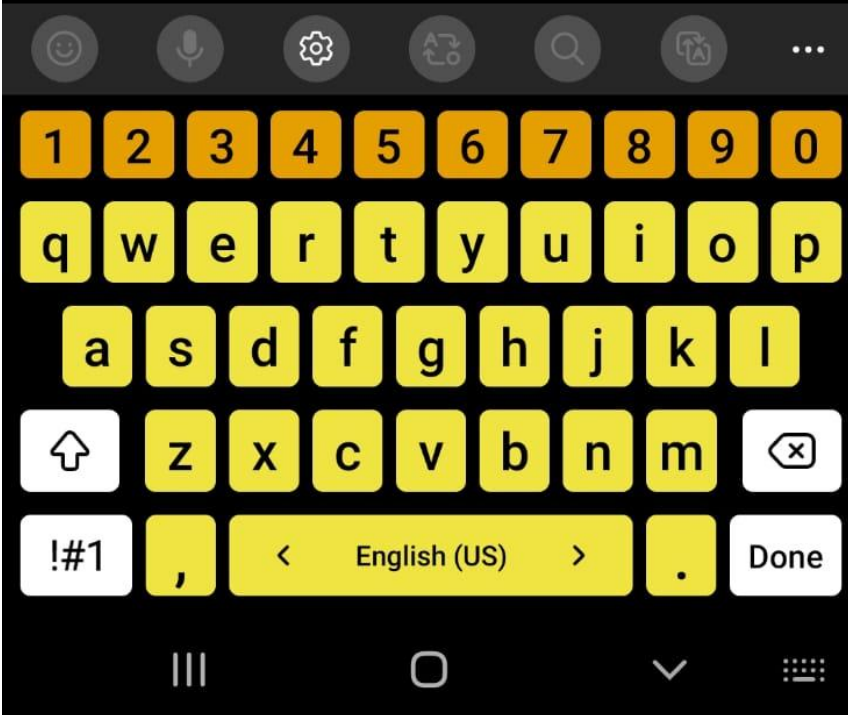 1 2 3 4 5 6 7 8 9 0
q w e r t y u i o p
a s d f g h j k l
z x c v b n m
!#1 , < English (US) > . Done